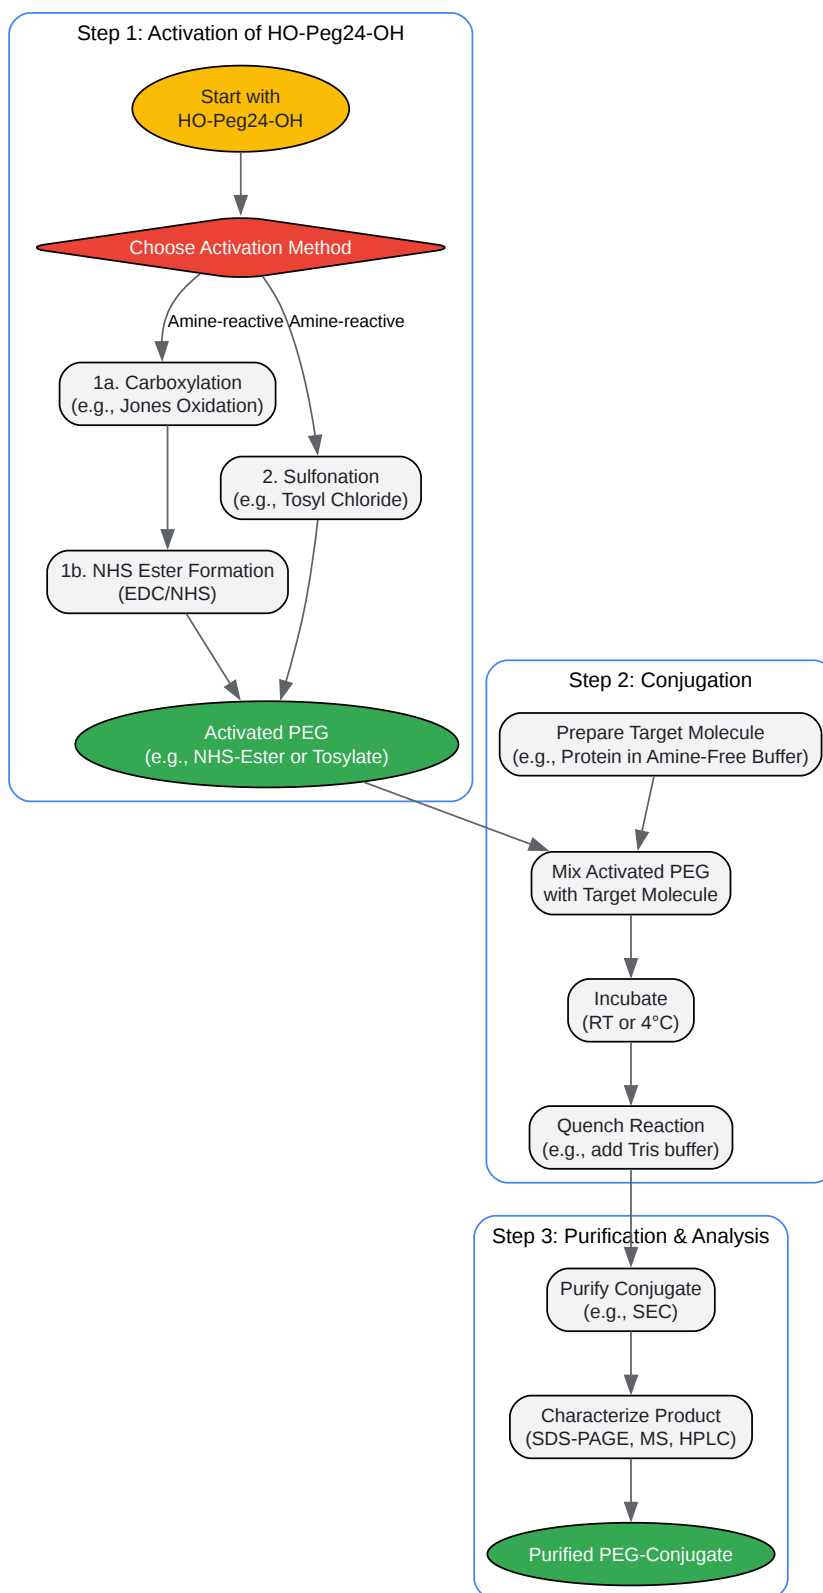 Step 1: Activation of HO-Peg24-OH
Start with
HO-Peg24-OH
Choose Activation Method
Amine-reactive
Amine-reactive
1a. Carboxylation
(e.g., Jones Oxidation)
2. Sulfonation
(e.g., Tosyl Chloride)
1b. NHS Ester Formation
(EDC/NHS)
Activated PEG
(e.g., NHS-Ester or Tosylate)
Step 2: Conjugation
Prepare Target Molecule
(e.g., Protein in Amine-Free Buffer)
Mix Activated PEG
with Target Molecule
Incubate
(RT or 4°C)
Quench Reaction
(e.g., add Tris buffer)
Step 3: Purification & Analysis
Purify Conjugate
(e.g., SEC)
Characterize Product
(SDS-PAGE, MS, HPLC)
Purified PEG-Conjugate